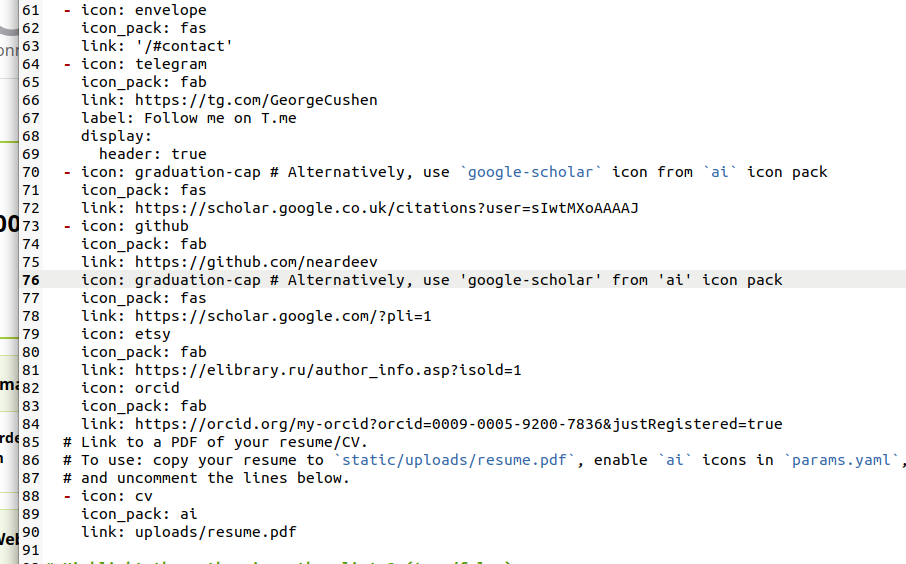 61 - icon: envelope
62 icon_pack: fas
63 link: '/#contact'
64 - icon: telegram
65 icon_pack: fab
66 link: https://tg.com/GeorgeCushen
67 label: Follow me on T.me
68 display:
69 header: true
70 - icon: graduation-cap # Alternatively, use `google-scholar` icon from `ai` icon pack
71 icon_pack: fas
72 link: https://scholar.google.co.uk/citations?user=sIwtMXoAAAAJ
73 - icon: github
74 icon_pack: fab
75 link: https://github.com/neardeev
76 icon: graduation-cap # Alternatively, use 'google-scholar' from 'ai' icon pack
77 icon_pack: fas
78 link: https://scholar.google.com/?pli=1
79 icon: etsy
80 icon_pack: fab
81 link: https://elibrary.ru/author_info.asp?isold=1
82 icon: orcid
83 icon_pack: fab
84 link: https://orcid.org/my-orcid?orcid=0009-0005-9200-7836&justRegistered=true
85 # Link to a PDF of your resume/CV.
86 # To use: copy your resume to `static/uploads/resume.pdf`, enable `ai` icons in `params.yaml`,
87 # and uncomment the lines below.
88 - icon: cv
89 icon_pack: ai
90 link: uploads/resume.pdf
91